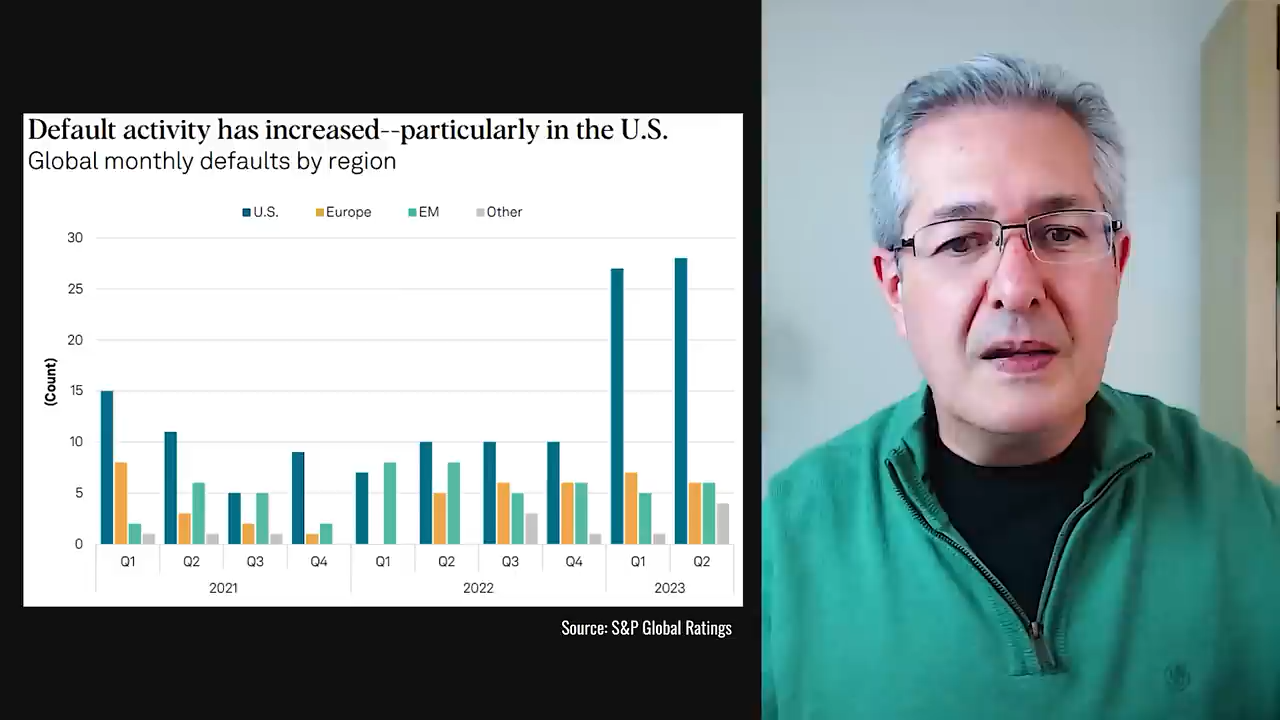 Default activity has increased--particularly in the U.S.
Global monthly defaults by region
U.S. Europe EM Other
30
25
20
15
10
5
0
(Count)
Q1 Q2 Q3 Q4 Q1 Q2 Q3 Q4 Q1 Q2
2021 2022 2023
Source: S&P Global Ratings